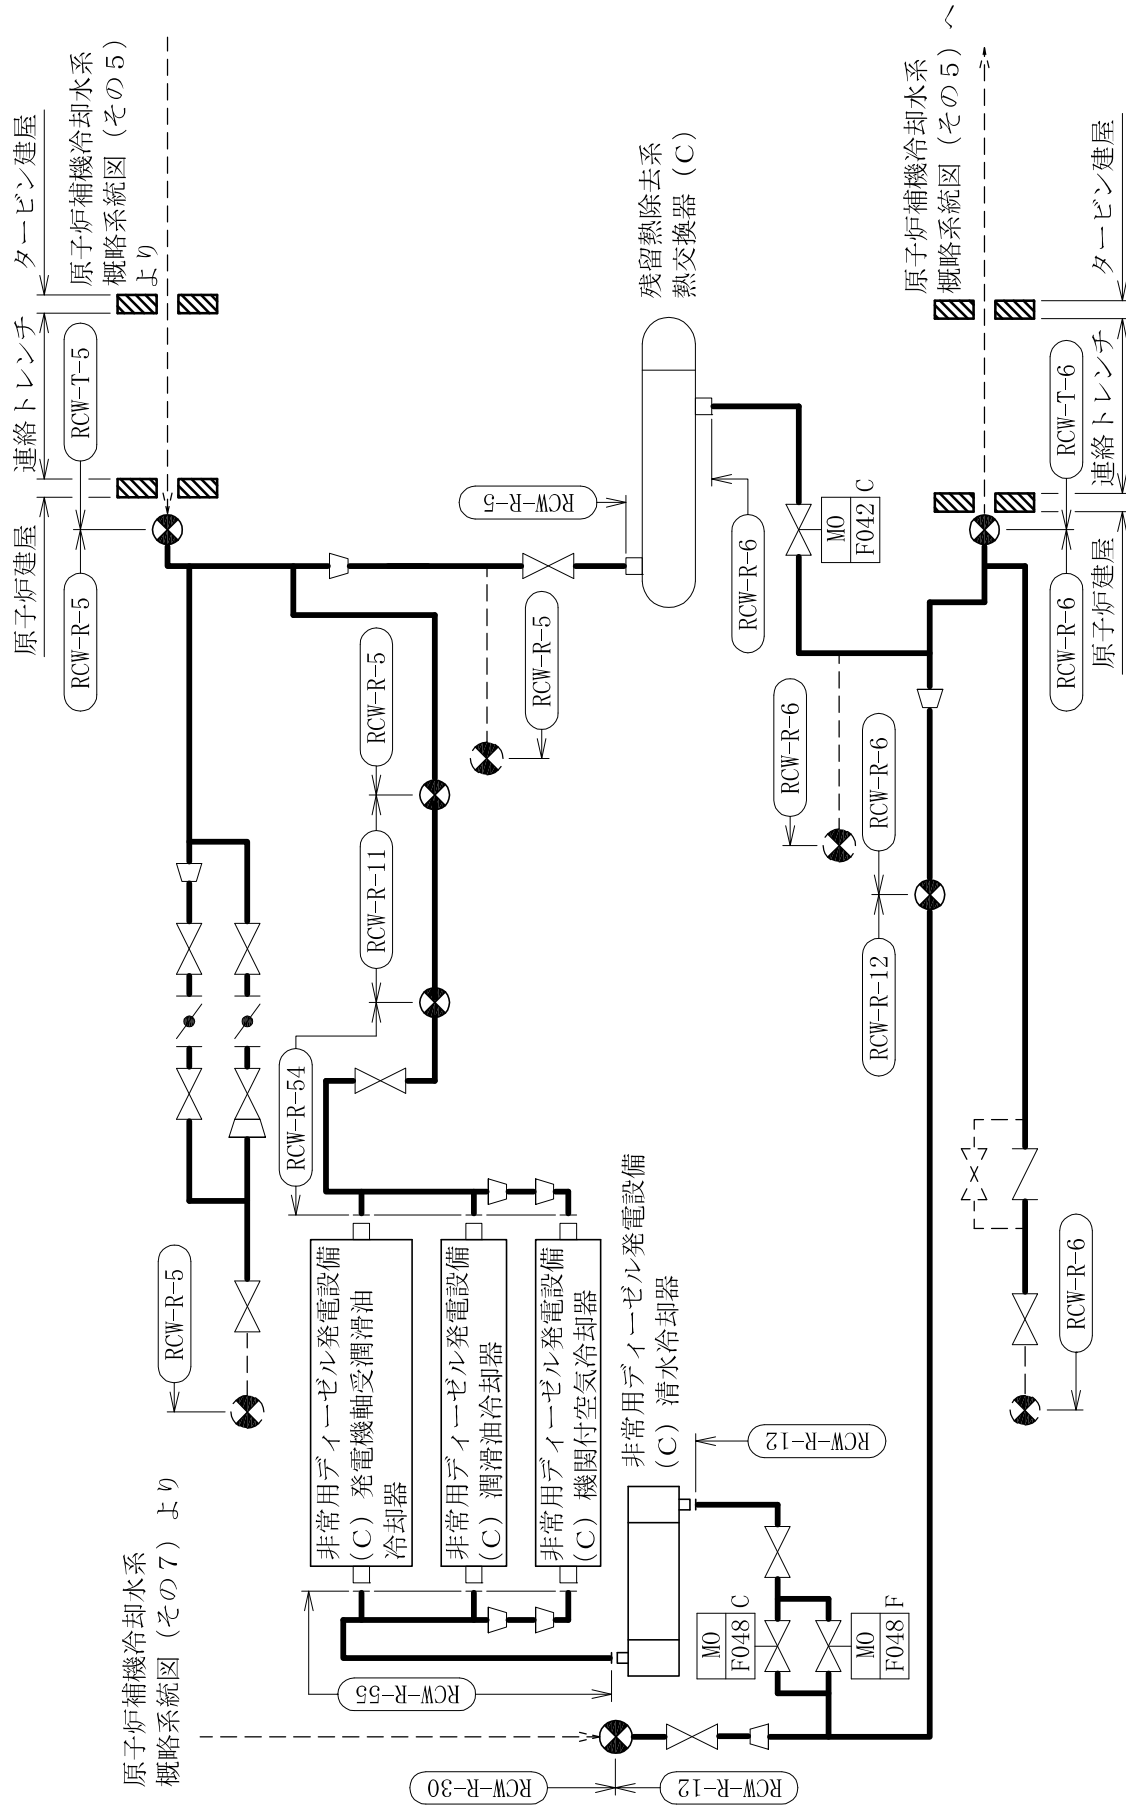 原子炉補機冷却水系
概略系統図（その７）より
RCW-R-30
RCW-R-12
RCW-R-55
RCW-R-5
非常用ディーゼル発電設備
（Ｃ）発電機軸受潤滑油
冷却器
非常用ディーゼル発電設備
（Ｃ）潤滑油冷却器
非常用ディーゼル発電設備
（Ｃ）機関付空気冷却器
非常用ディーゼル発電設備
（Ｃ）清水冷却器
RCW-R-12
MO
F048
C
MO
F048
F
RCW-R-54
RCW-R-11
RCW-R-5
RCW-R-5
RCW-R-6
RCW-R-12
RCW-R-6
RCW-R-6
原子炉建屋
連絡トレンチ
タービン建屋
RCW-R-5
RCW-T-5
原子炉補機冷却水系
概略系統図（その５）
より
RCW-R-5
残留熱除去系
熱交換器（Ｃ）
RCW-R-6
MO
F042
C
原子炉補機冷却水系
概略系統図（その５）へ
RCW-R-6
RCW-T-6
原子炉建屋
連絡トレンチ
タービン建屋